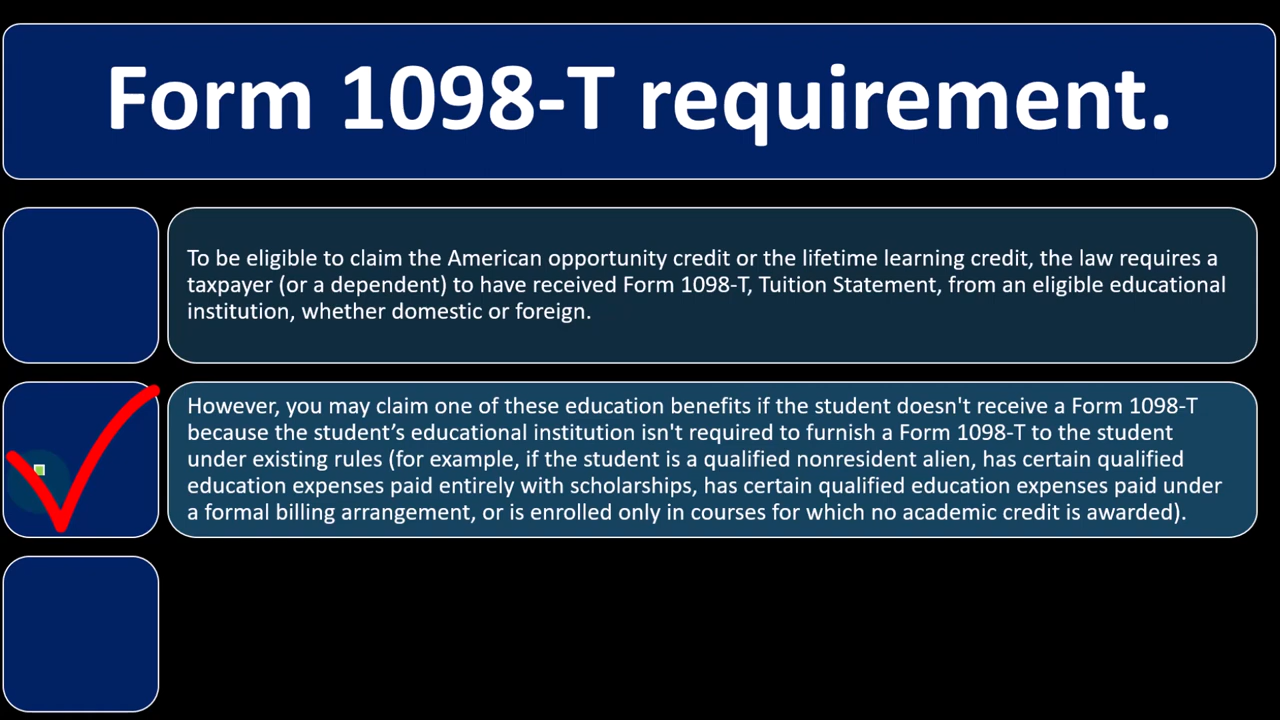 Form 1098-T requirement.
To be eligible to claim the American opportunity credit or the lifetime learning credit, the law requires a
taxpayer (or a dependent) to have received Form 1098-T, Tuition Statement, from an eligible educational
institution, whether domestic or foreign.
However, you may claim one of these education benefits if the student doesn't receive a Form 1098-T
because the student’s educational institution isn't required to furnish a Form 1098-T to the student
under existing rules (for example, if the student is a qualified nonresident alien, has certain qualified
education expenses paid entirely with scholarships, has certain qualified education expenses paid under
a formal billing arrangement, or is enrolled only in courses for which no academic credit is awarded).